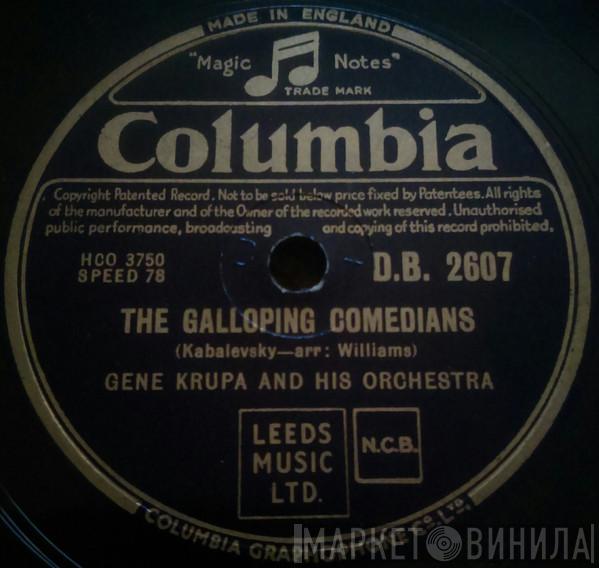 MADE IN ENGLAND
"Magic Notes"
TRADE MARK
Columbia
Copyright Patented Record. Not to be sold below price fixed by Patentees. All rights
of the manufacturer and of the Owner of the recorded work reserved. Unauthorised
public performance, broadcasting and copying of this record prohibited.
HCO 3750
SPEED 78
D.B. 2607
THE GALLOPING COMEDIANS
(Kabalevsky—arr: Williams)
GENE KRUPA AND HIS ORCHESTRA
LEEDS
MUSIC
LTD.
N.C.B.
COLUMBIA GRAPHOPHONE CO LTD.
МАРКЕТ ВИНИЛА